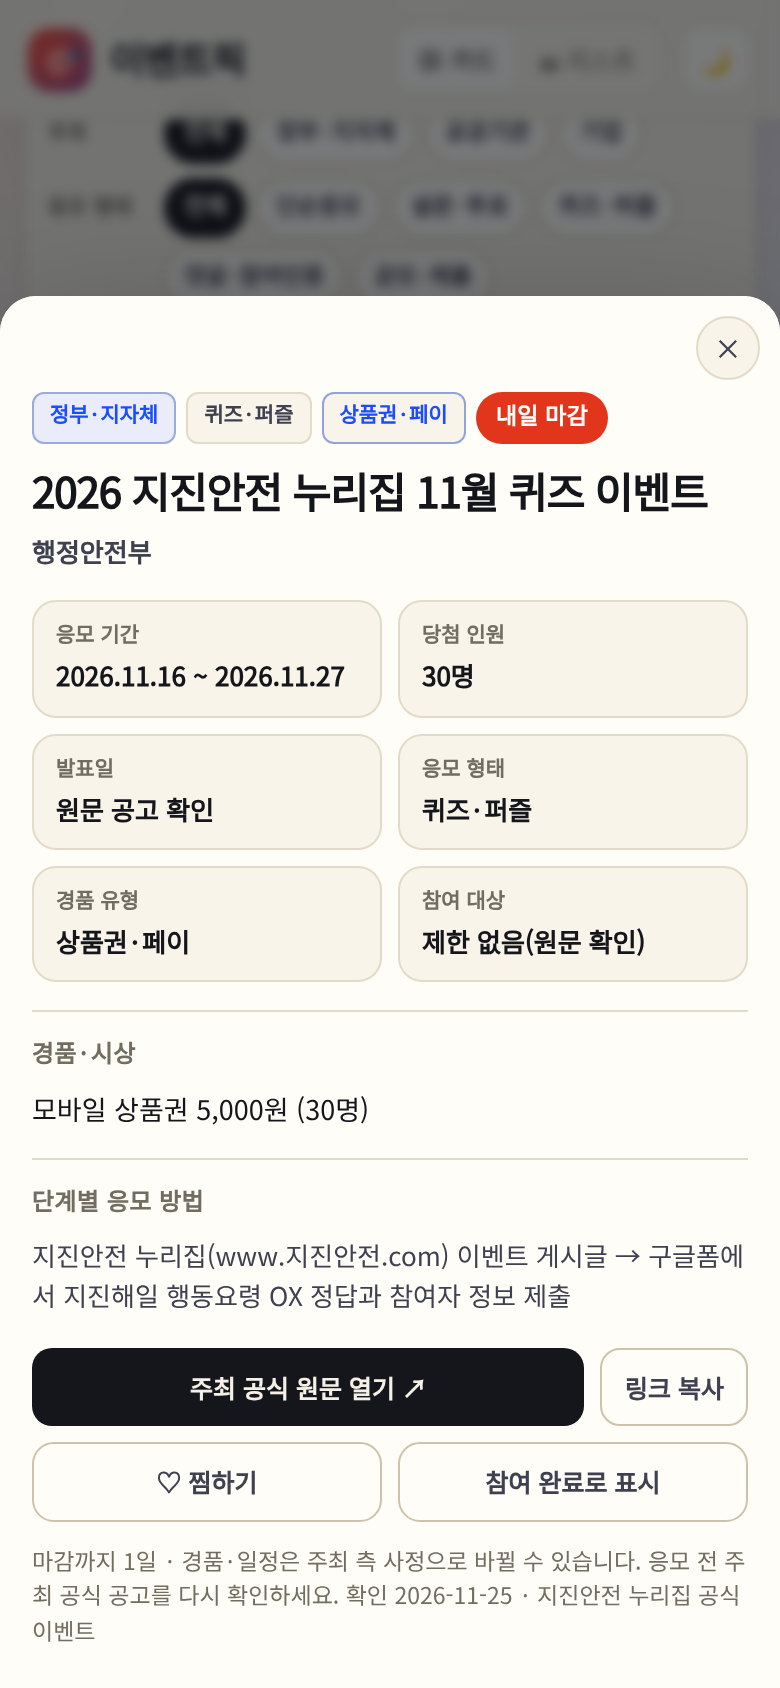 이벤트픽
정부·지자체 퀴즈·퍼즐 상품권·페이 내일 마감
2026 지진안전 누리집 11월 퀴즈 이벤트
행정안전부
응모 기간
2026.11.16 ~ 2026.11.27
당첨 인원
30명
발표일
원문 공고 확인
응모 형태
퀴즈·퍼즐
경품 유형
상품권·페이
참여 대상
제한 없음(원문 확인)
경품·시상
모바일 상품권 5,000원 (30명)
단계별 응모 방법
지진안전 누리집(www.지진안전.com) 이벤트 게시글 → 구글폼에
서 지진해일 행동요령 OX 정답과 참여자 정보 제출
주최 공식 원문 열기 ↗
링크 복사
♡ 찜하기
참여 완료로 표시
마감까지 1일 · 경품·일정은 주최 측 사정으로 바뀔 수 있습니다. 응모 전 주
최 공식 공고를 다시 확인하세요. 확인 2026-11-25 · 지진안전 누리집 공식
이벤트